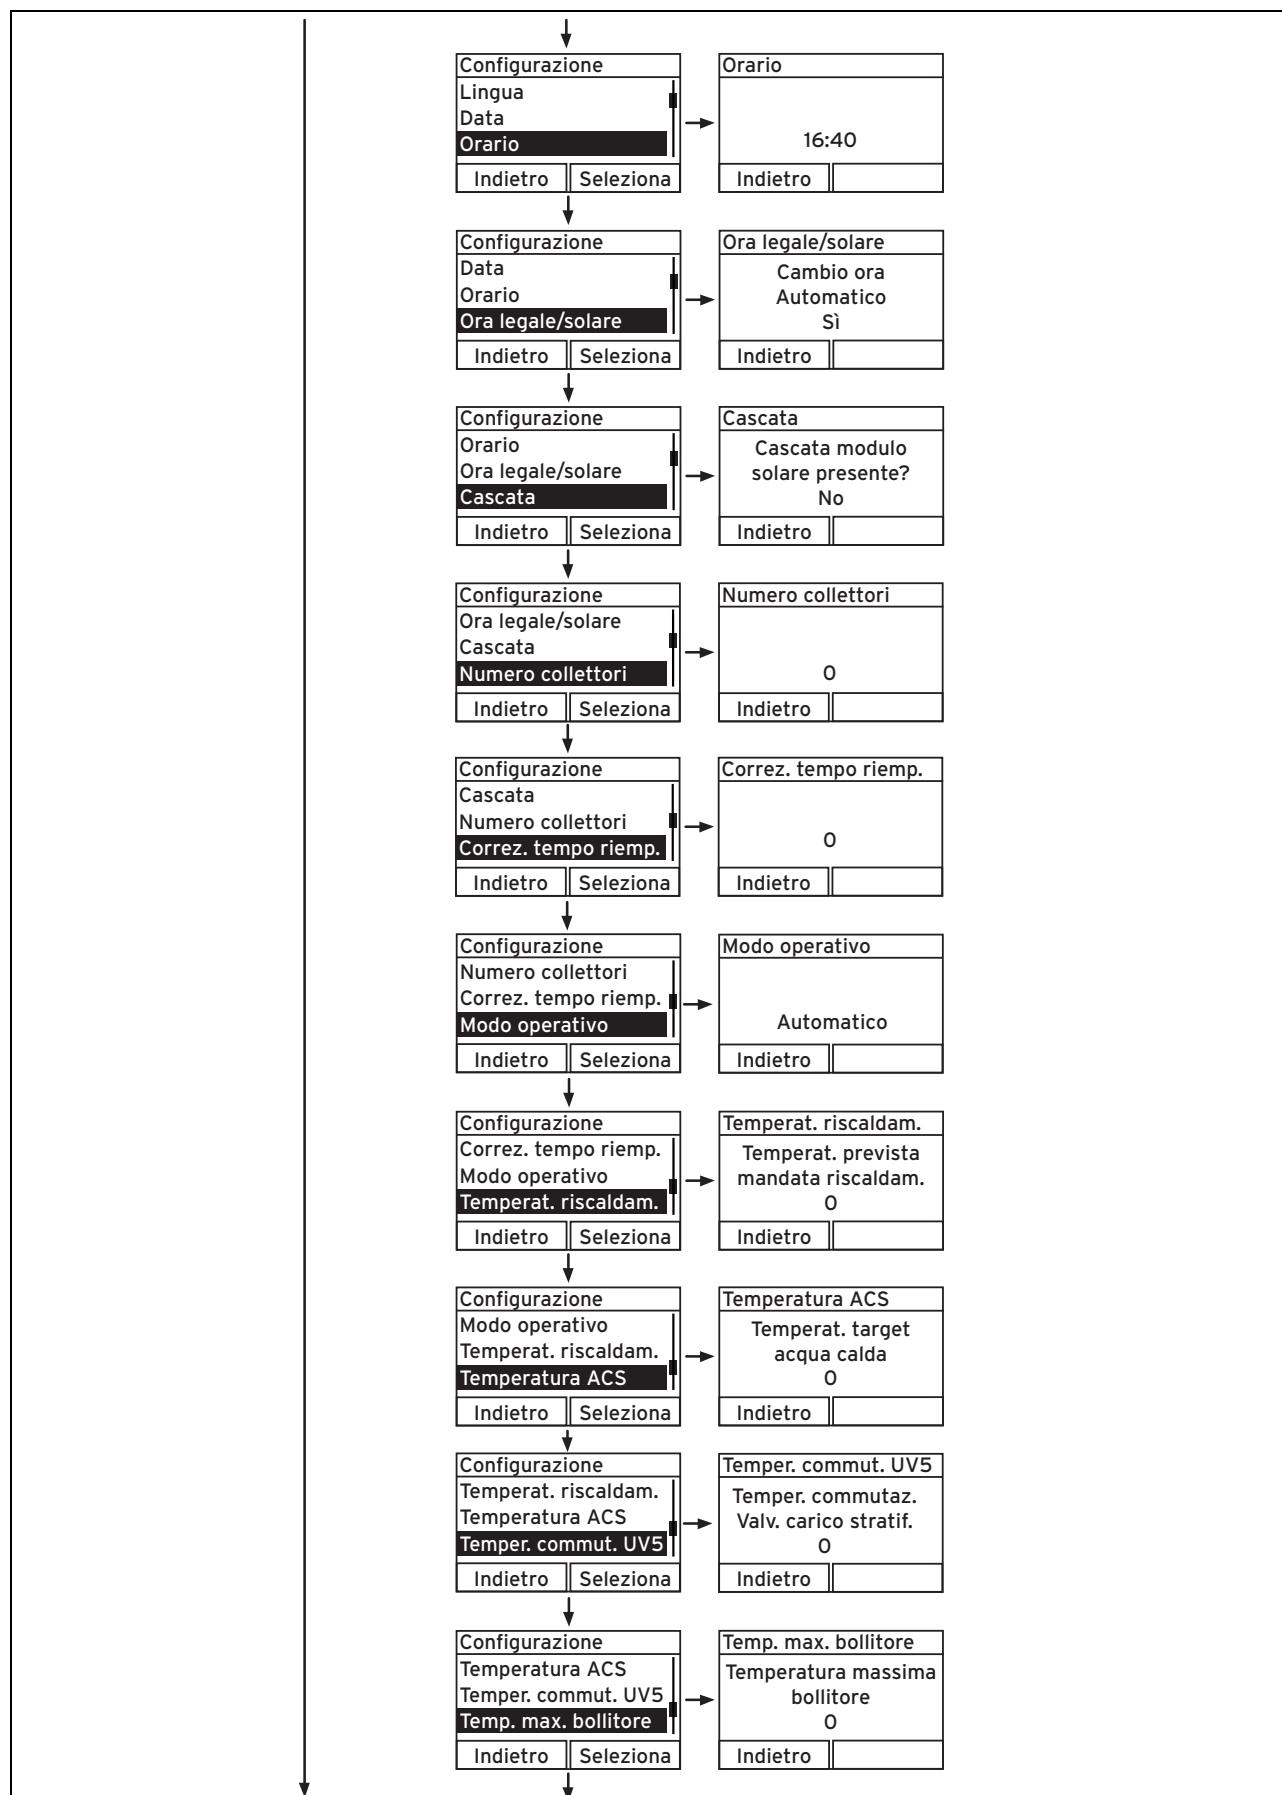 Configurazione
Lingua
Data
Orario
Indietro Seleziona
Orario
16:40
Indietro
Configurazione
Data
Orario
Ora legale/solare
Indietro Seleziona
Ora legale/solare
Cambio ora
Automatico
Sì
Indietro
Configurazione
Orario
Ora legale/solare
Cascata
Indietro Seleziona
Cascata
Cascata modulo
solare presente?
No
Indietro
Configurazione
Ora legale/solare
Cascata
Numero collettori
Indietro Seleziona
Numero collettori
0
Indietro
Configurazione
Cascata
Numero collettori
Correz. tempo riemp.
Indietro Seleziona
Correz. tempo riemp.
0
Indietro
Configurazione
Numero collettori
Correz. tempo riemp.
Modo operativo
Indietro Seleziona
Modo operativo
Automatico
Indietro
Configurazione
Correz. tempo riemp.
Modo operativo
Temperat. riscaldam.
Indietro Seleziona
Temperat. riscaldam.
Temperat. prevista
mandata riscaldam.
0
Indietro
Configurazione
Modo operativo
Temperat. riscaldam.
Temperatura ACS
Indietro Seleziona
Temperatura ACS
Temperat. target
acqua calda
0
Indietro
Configurazione
Temperat. riscaldam.
Temperatura ACS
Temper. commut. UV5
Indietro Seleziona
Temper. commut. UV5
Temper. commutaz.
Valv. carico stratif.
0
Indietro
Configurazione
Temperatura ACS
Temper. commut. UV5
Temp. max. bollitore
Indietro Seleziona
Temp. max. bollitore
Temperatura massima
bollitore
0
Indietro